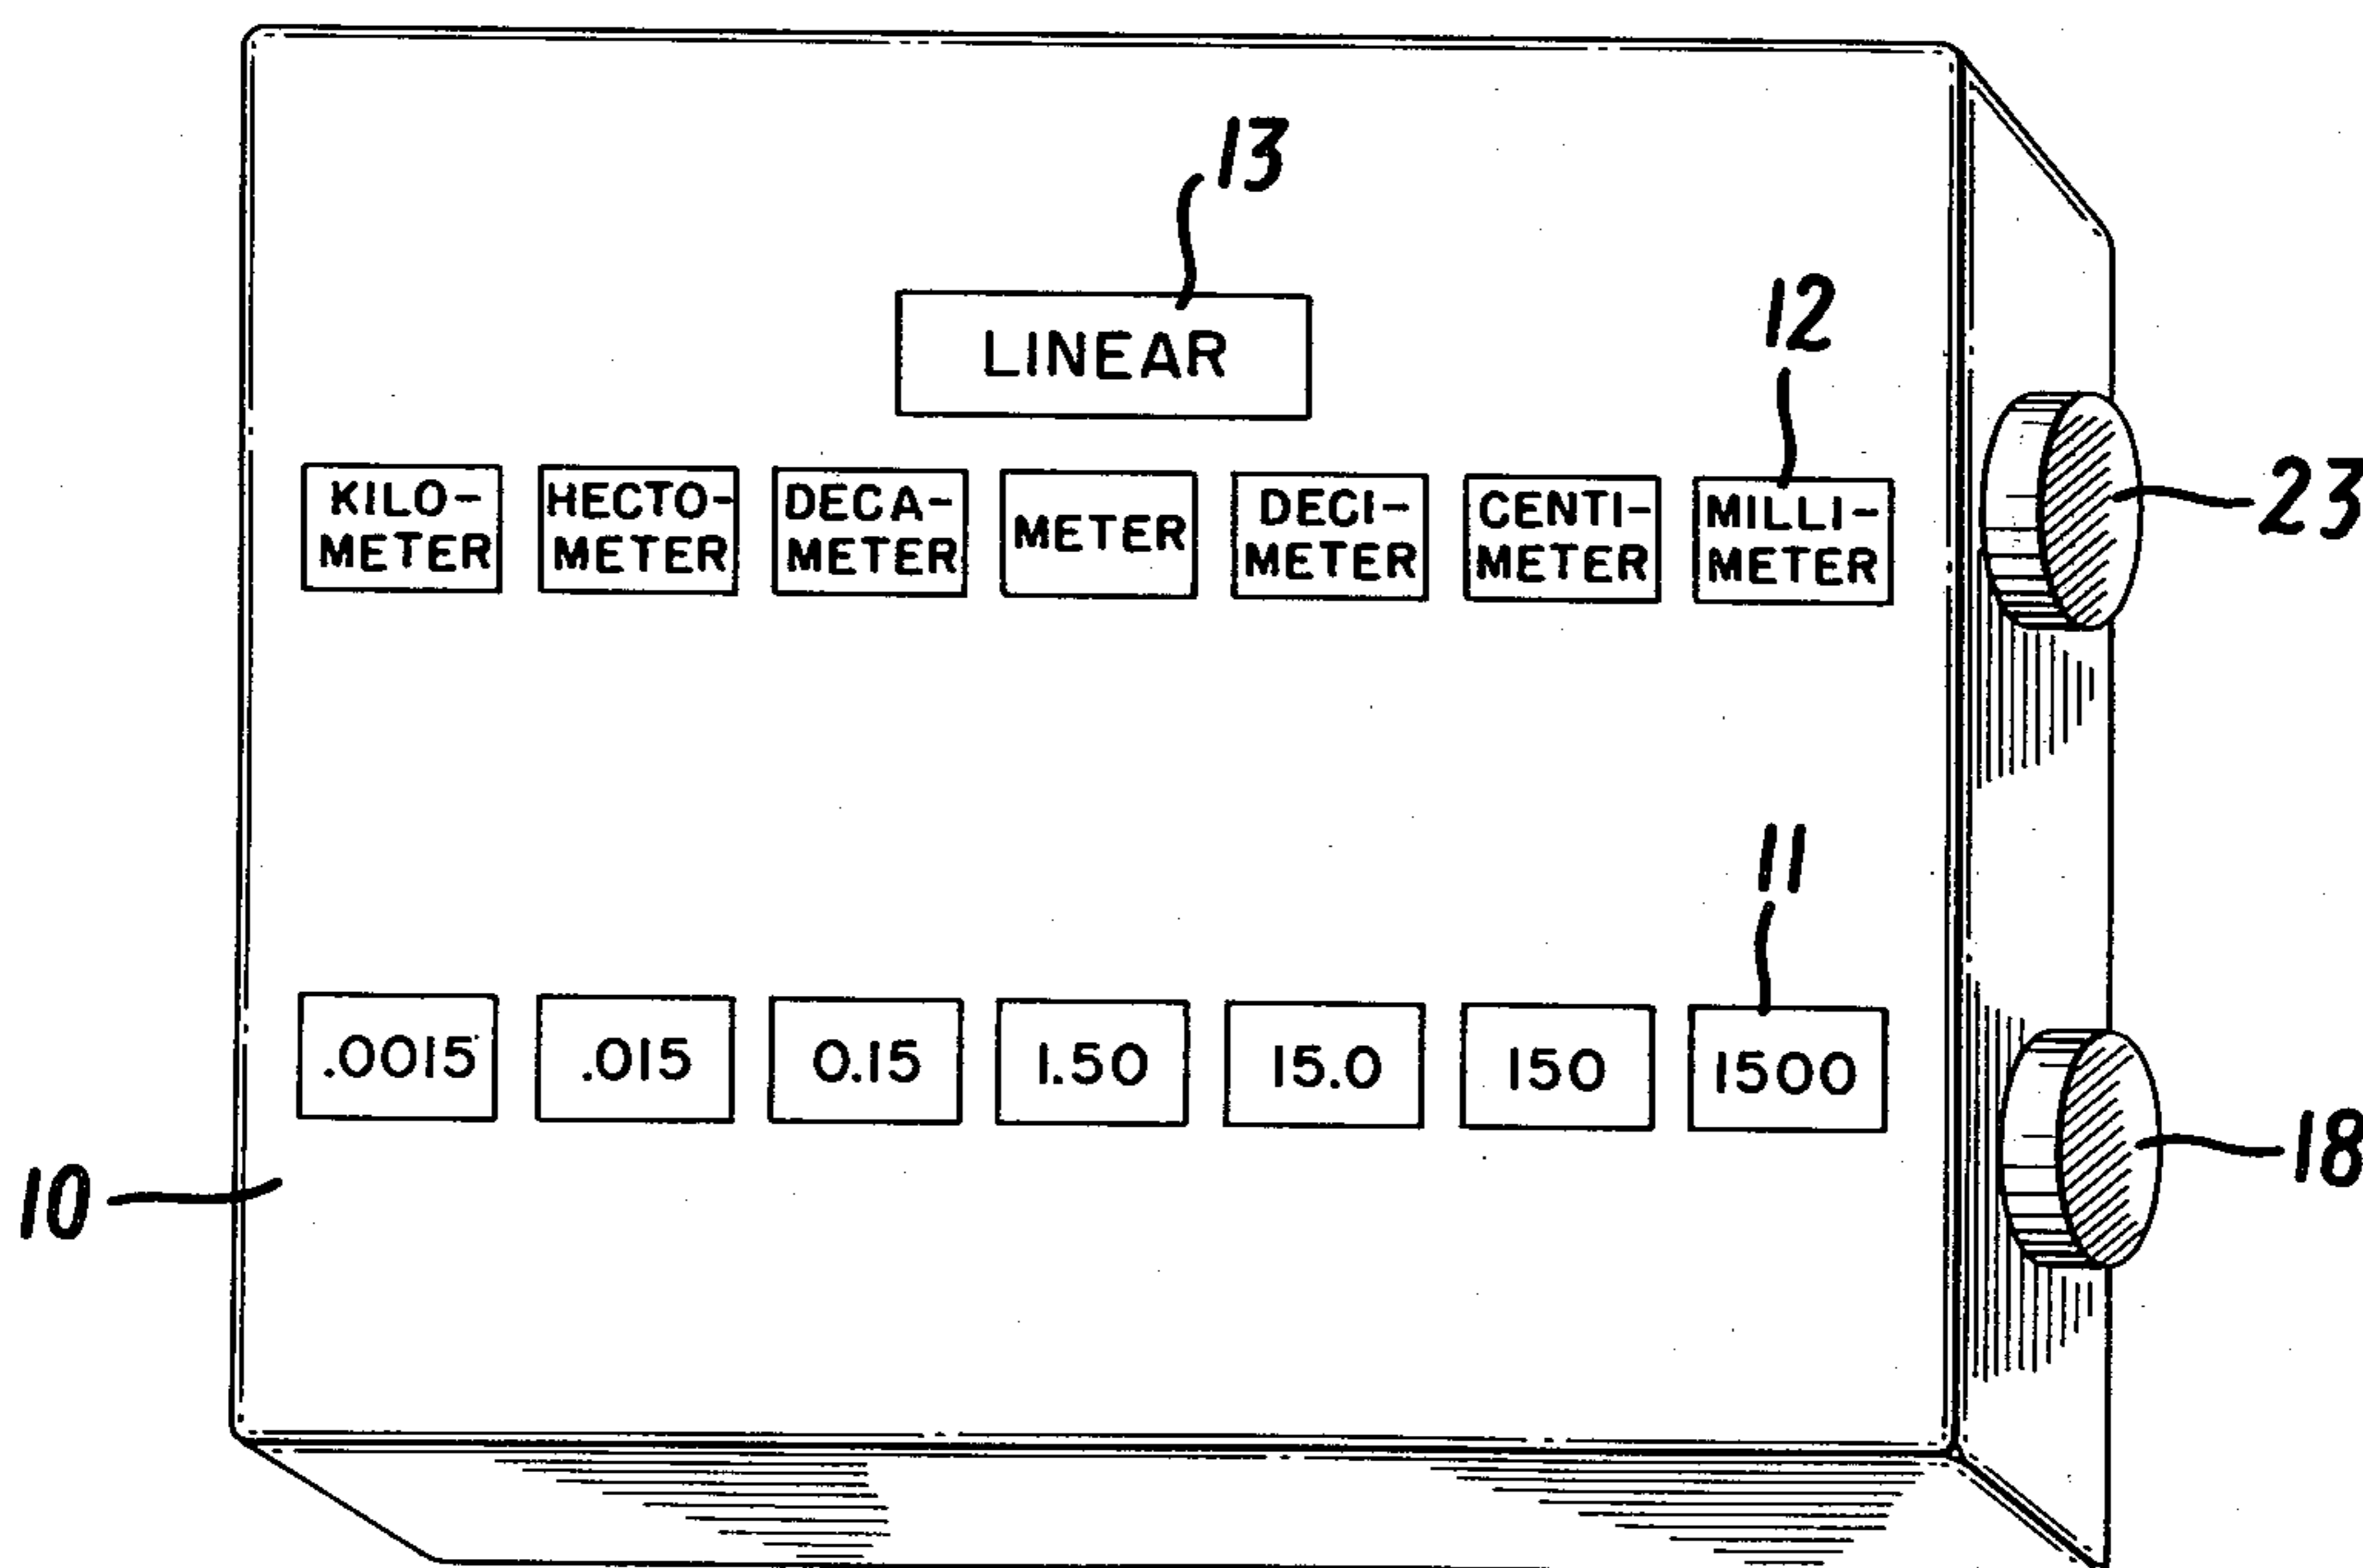 13
LINEAR
12
KILO-
METER
HECTO-
METER
DECA-
METER
METER
DECI-
METER
CENTI-
METER
MILLI-
METER
23
11
.0015 .015 0.15 1.50 15.0 150 1500
18
10